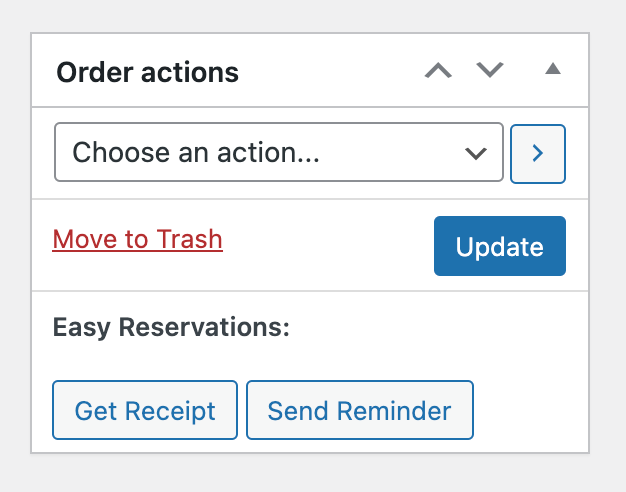 Order actions
Choose an action...
Move to Trash
Update
Easy Reservations:
Get Receipt
Send Reminder